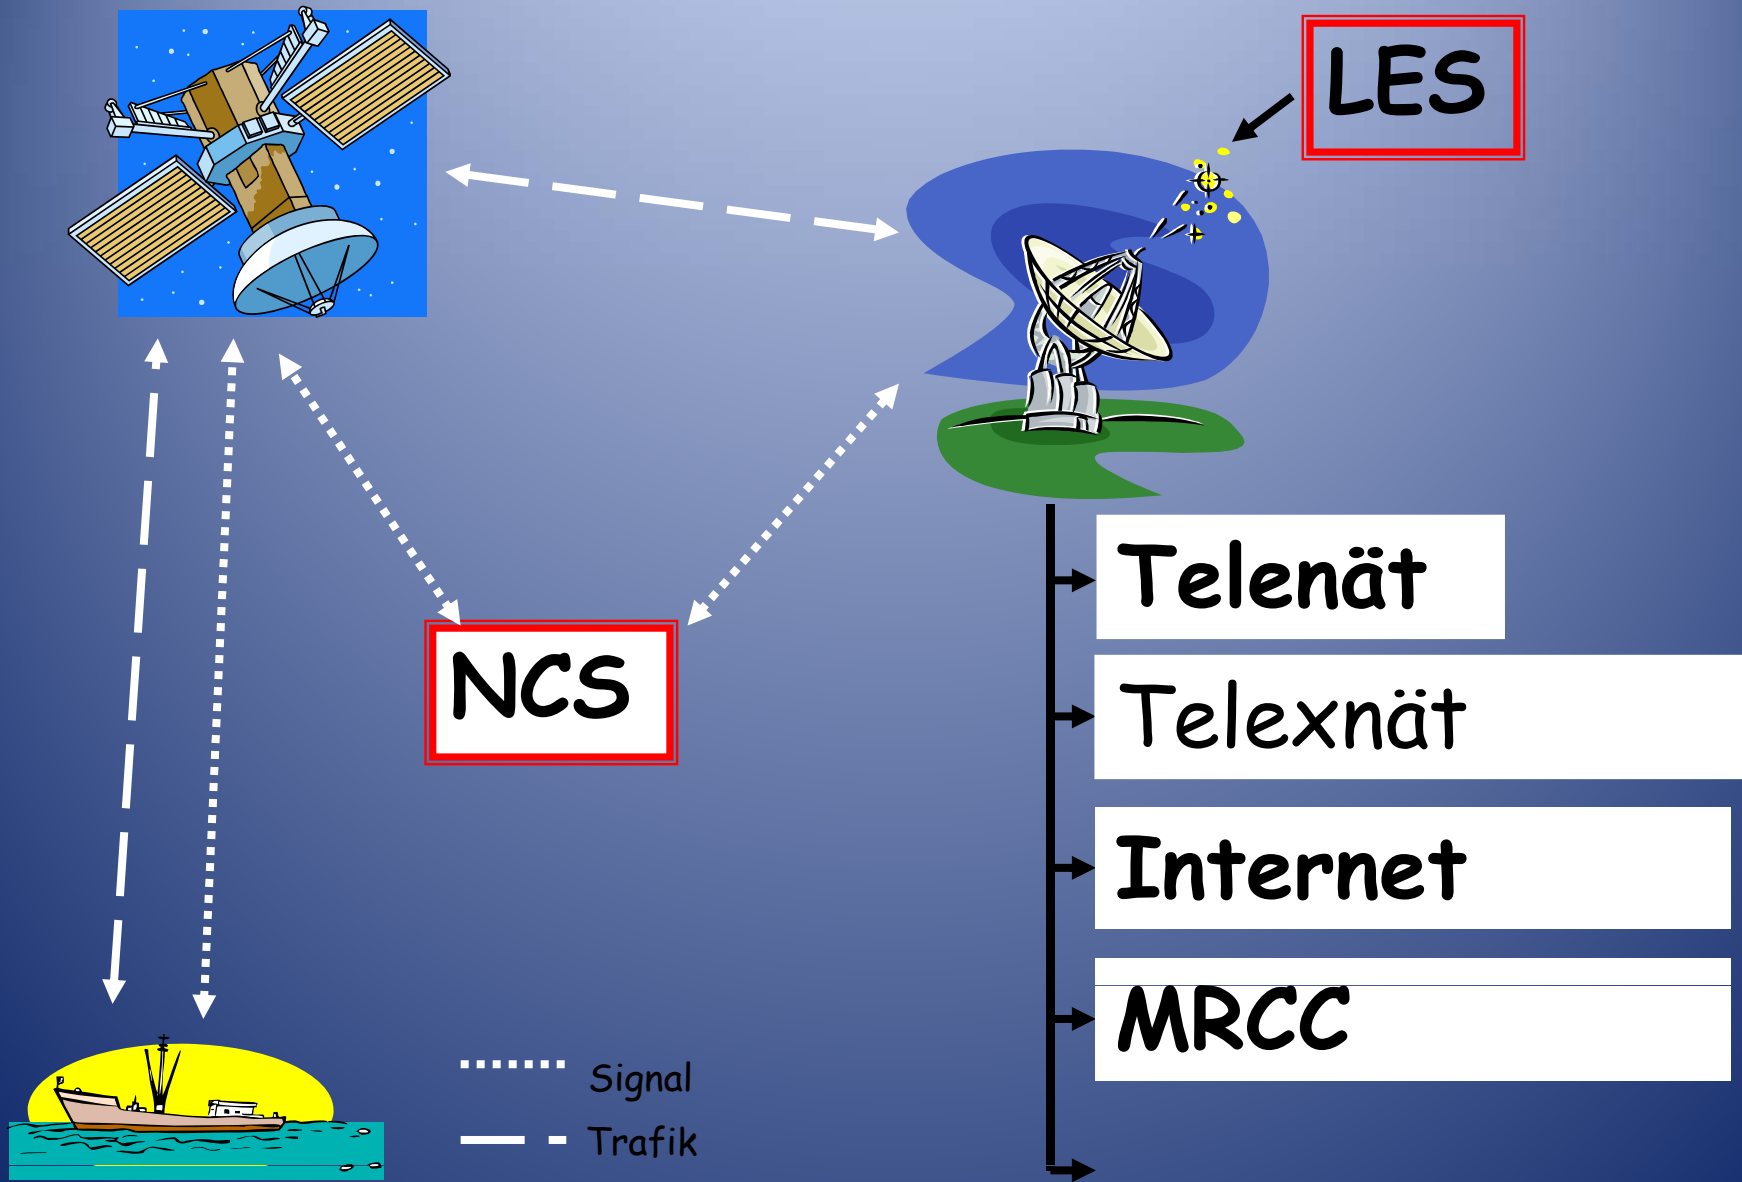 LES
NCS
Telenät
Telexnät
Internet
MRCC
Signal
Trafik